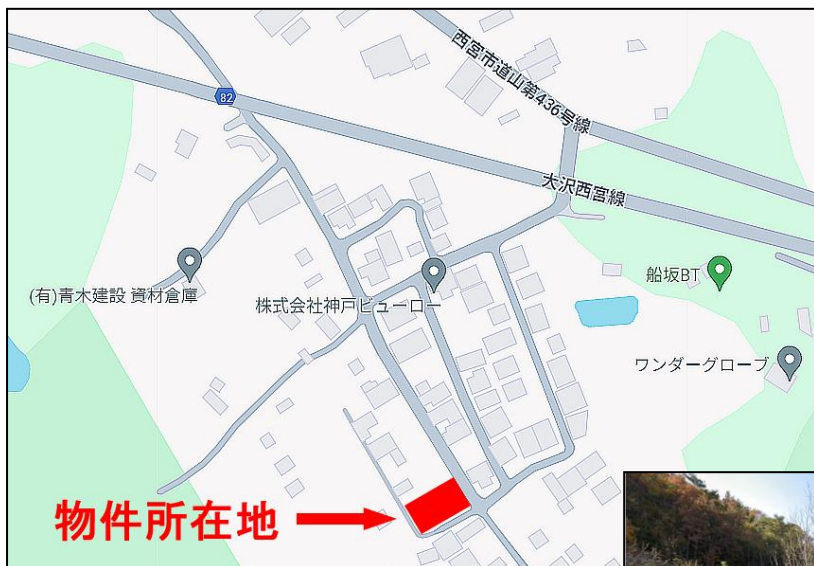 西宮市道山第436号線
82
大沢西宮線
船坂BT
(有)青木建設 資材倉庫
株式会社神戸ビューロー
ワンダーグローブ
物件所在地